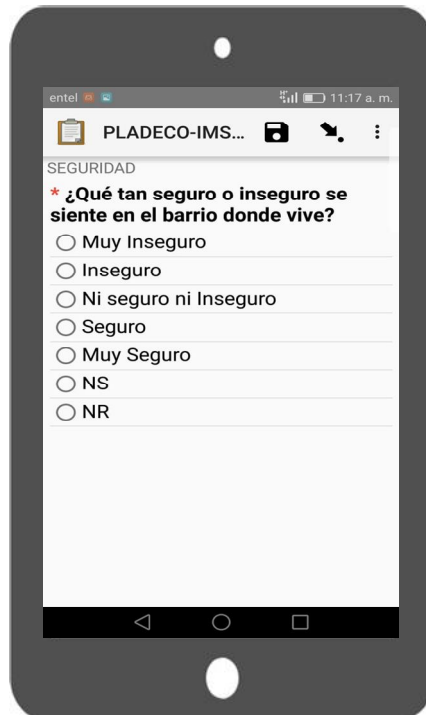 entel 11:17 a. m.
PLADECO-IMS...
SEGURIDAD
* ¿Qué tan seguro o inseguro se
siente en el barrio donde vive?
Muy Inseguro
Inseguro
Ni seguro ni Inseguro
Seguro
Muy Seguro
NS
NR